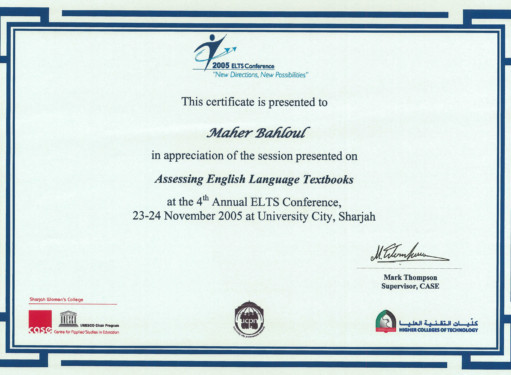 2005 ELTS Conference
"New Directions, New Possibilities"
This certificate is presented to
Maher Bahloul
in appreciation of the session presented on
Assessing English Language Textbooks
at the 4th Annual ELTS Conference,
23-24 November 2005 at University City, Sharjah
Mark Thompson
Supervisor, CASE
Sharjah Women's College
case
UNESCO Chair Program
Centre for Applied Studies in Education
كليات التقنية العليا
HIGHER COLLEGES OF TECHNOLOGY